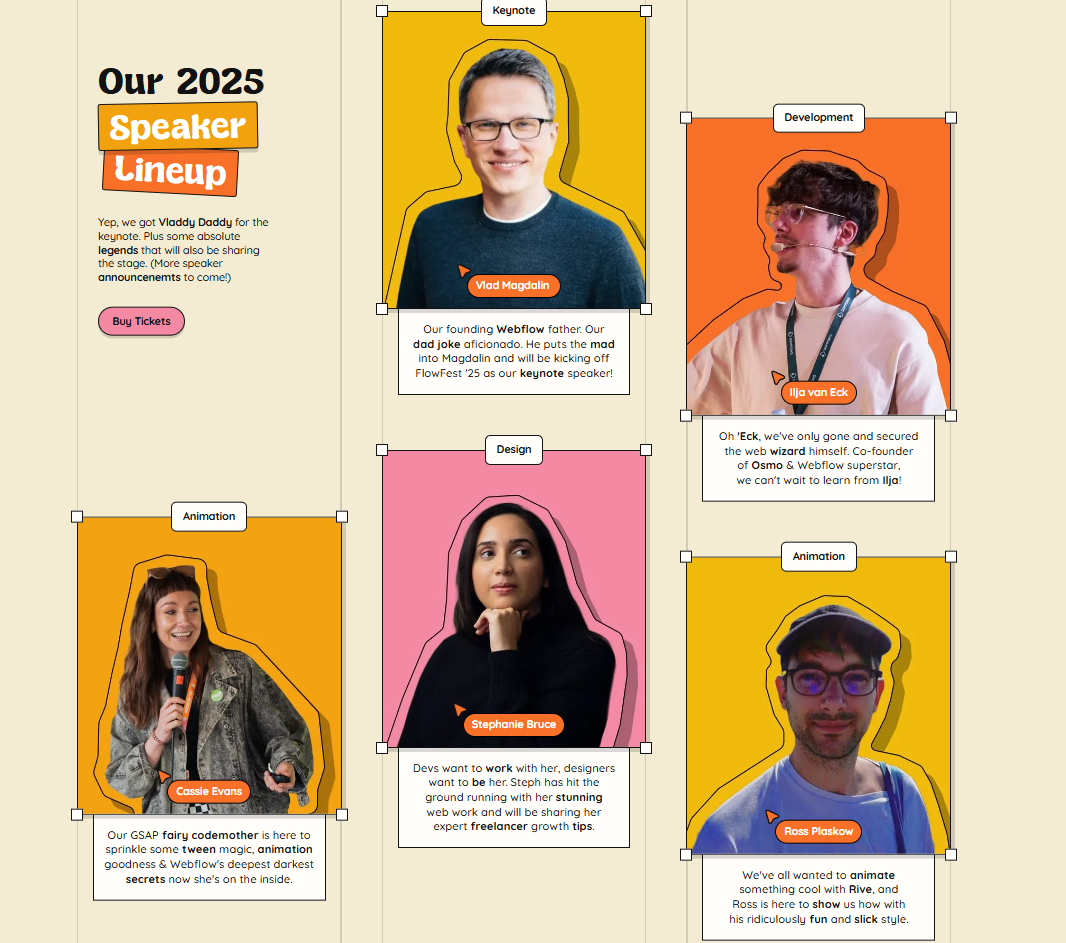 Our 2025
Speaker
Lineup
Yep, we got Vladdy Daddy for the
keynote. Plus some absolute
legends that will also be sharing
the stage. (More speaker
announcenemts to come!)
Buy Tickets
Keynote
Vlad Magdalin
Our founding Webflow father. Our
dad joke aficionado. He puts the mad
into Magdalin and will be kicking off
FlowFest '25 as our keynote speaker!
Development
Ilja van Eck
Oh 'Eck, we've only gone and secured
the web wizard himself. Co-founder
of Osmo & Webflow superstar,
we can't wait to learn from Ilja!
Animation
Cassie Evans
Our GSAP fairy codemother is here to
sprinkle some tween magic, animation
goodness & Webflow's deepest darkest
secrets now she's on the inside.
Design
Stephanie Bruce
Devs want to work with her, designers
want to be her. Steph has hit the
ground running with her stunning
web work and will be sharing her
expert freelancer growth tips.
Animation
Ross Plaskow
We've all wanted to animate
something cool with Rive, and
Ross is here to show us how with
his ridiculously fun and slick style.